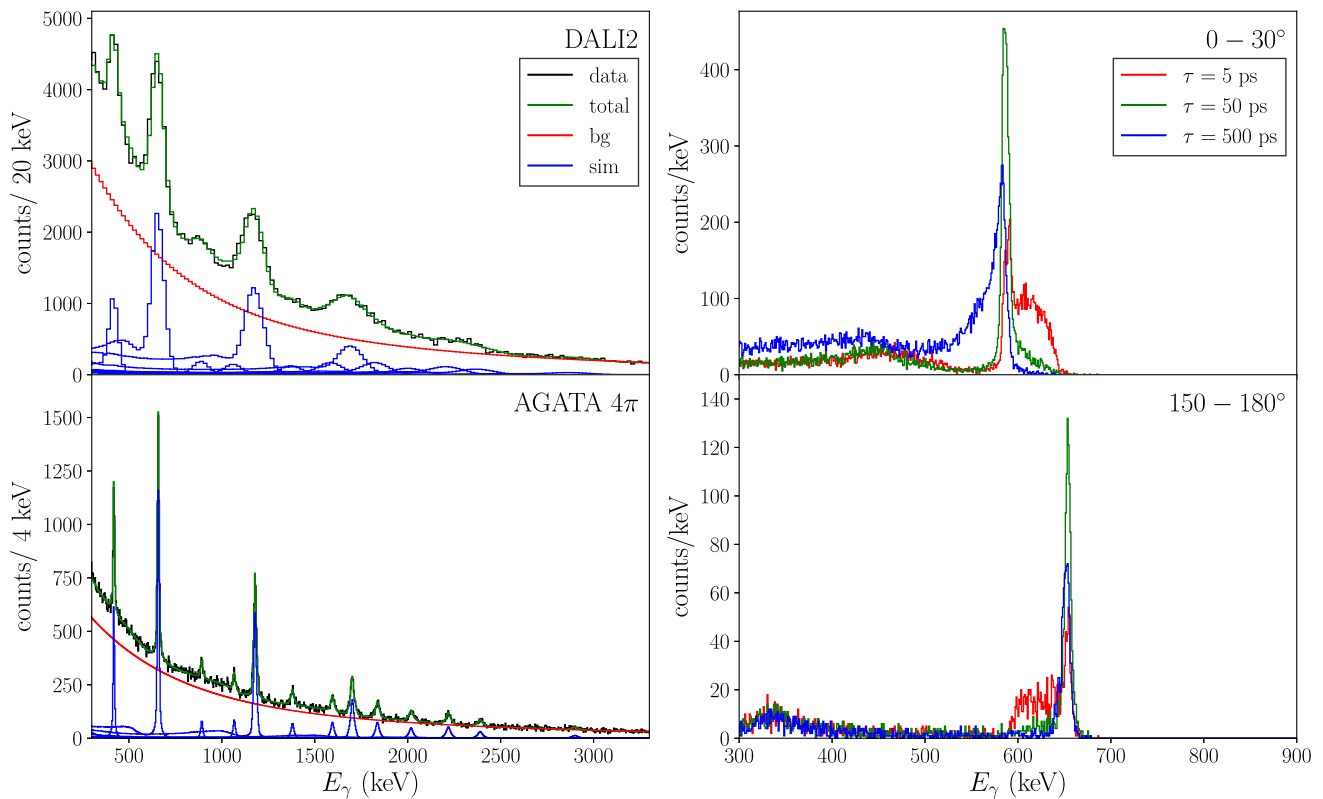 DALI2
data
total
bg
sim
counts/ 20 keV
5000
4000
3000
2000
1000
0
0 − 30°
τ = 5 ps
τ = 50 ps
τ = 500 ps
counts/keV
400
300
200
100
0
AGATA 4π
counts/ 4 keV
1500
1250
1000
750
500
250
0
500 1000 1500 2000 2500 3000
Eγ (keV)
150 − 180°
counts/keV
140
120
100
80
60
40
20
0
300 400 500 600 700 800 900
Eγ (keV)